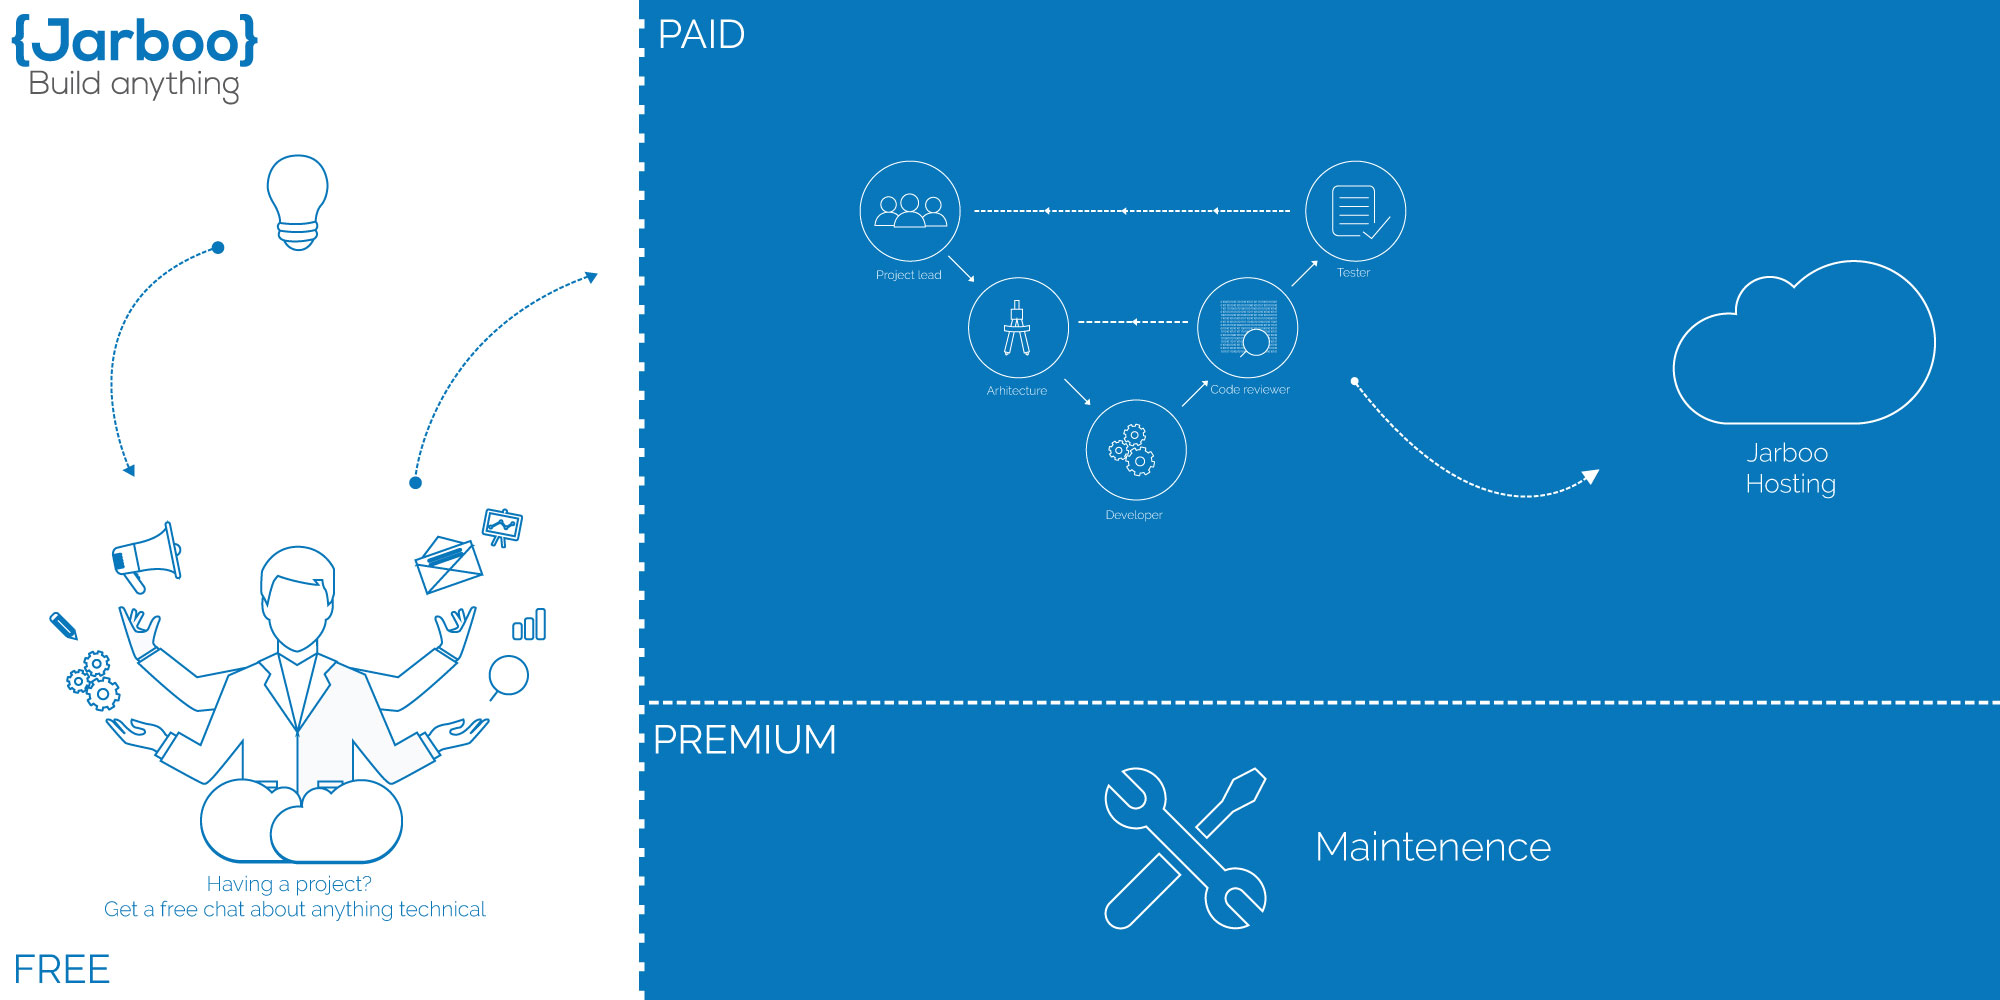 {Jarboo}
Build anything
Having a project?
Get a free chat about anything technical
FREE
PAID
Project lead
Tester
Arhitecture
Code reviewer
Developer
Jarboo
Hosting
PREMIUM
Maintenence